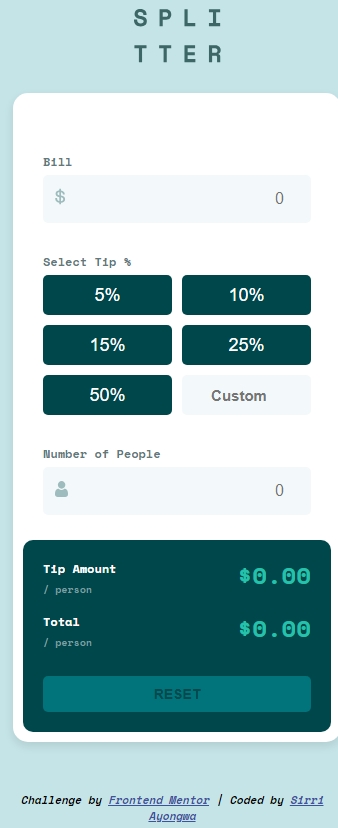 SPLI
TTER
Bill
$ 0
Select Tip %
5% 10%
15% 25%
50% Custom
Number of People
0
Tip Amount $0.00
/ person
Total $0.00
/ person
RESET
Challenge by Frontend Mentor | Coded by Sirri
Ayongwa